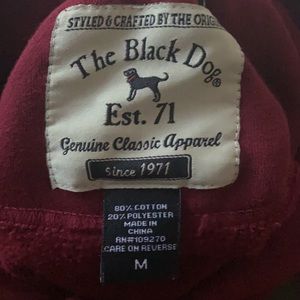 STYLED & CRAFTED BY THE ORIG
The Black Dog®
Est. 71
Genuine Classic Apparel
Since 1971
80% COTTON
20% POLYESTER
MADE IN
CHINA
RN#109270
CARE ON REVERSE
M